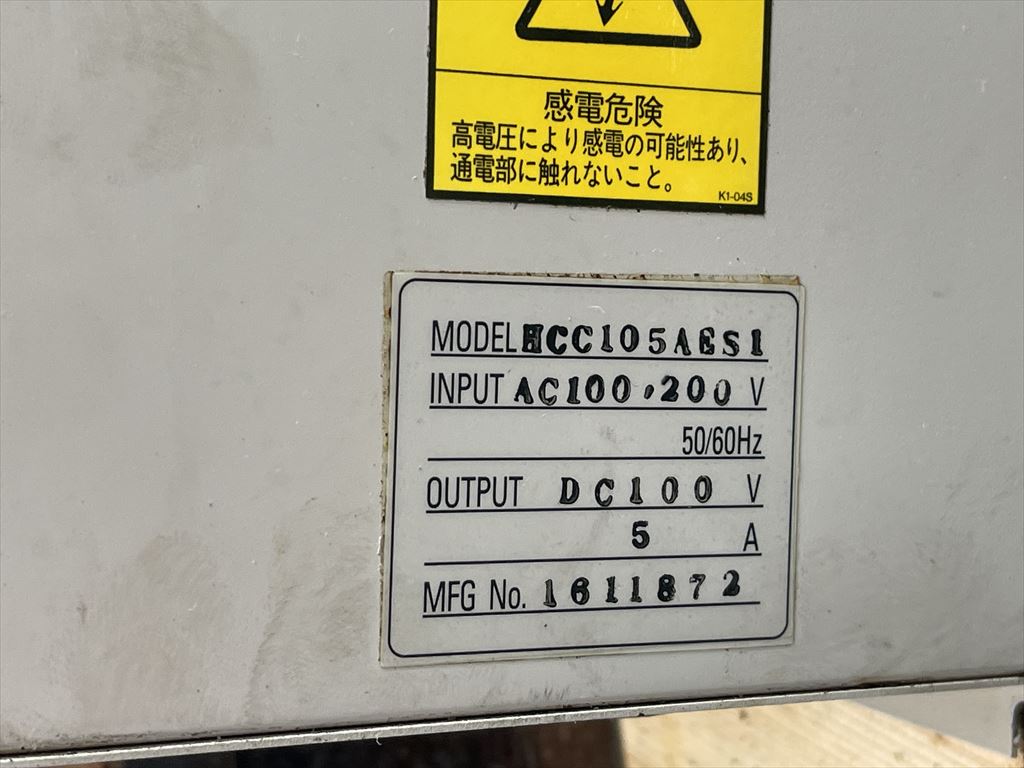 感電危険
高電圧により感電の可能性あり、
通電部に触れないこと。
K1-04S
MODEL HCC105AES1
INPUT AC100,200 V
50/60Hz
OUTPUT DC100 V
5 A
MFG No. 1611872